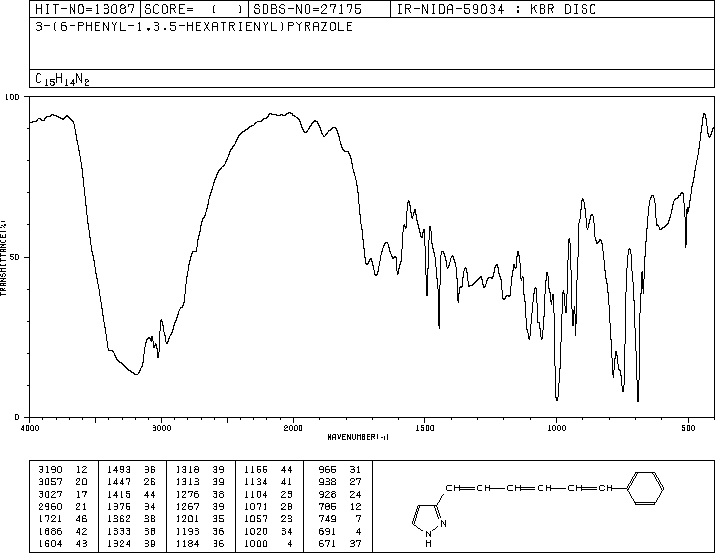 HIT-NO=13087 SCORE= ( ) SDBS-NO=27175 IR-NIDA-59034 : KBR DISC
3-(6-PHENYL-1.3.5-HEXATRIENYL)PYRAZOLE
C15H14N2
100
TRANSMITTANCE(%)
50
0
4000 3000 2000 1500 1000 500
WAVENUMBER(-1)
3190 12 1493 36 1318 39 1166 44 966 31
3057 20 1447 26 1313 39 1134 41 938 27
3027 17 1415 44 1276 38 1104 23 928 24
2960 21 1376 34 1267 39 1071 28 785 12
1721 46 1362 38 1201 35 1057 23 749 7
1686 42 1333 38 1193 36 1020 34 691 4
1604 43 1324 39 1184 36 1000 4 671 37
CH=CH CH=CH CH=CH
N
N
H